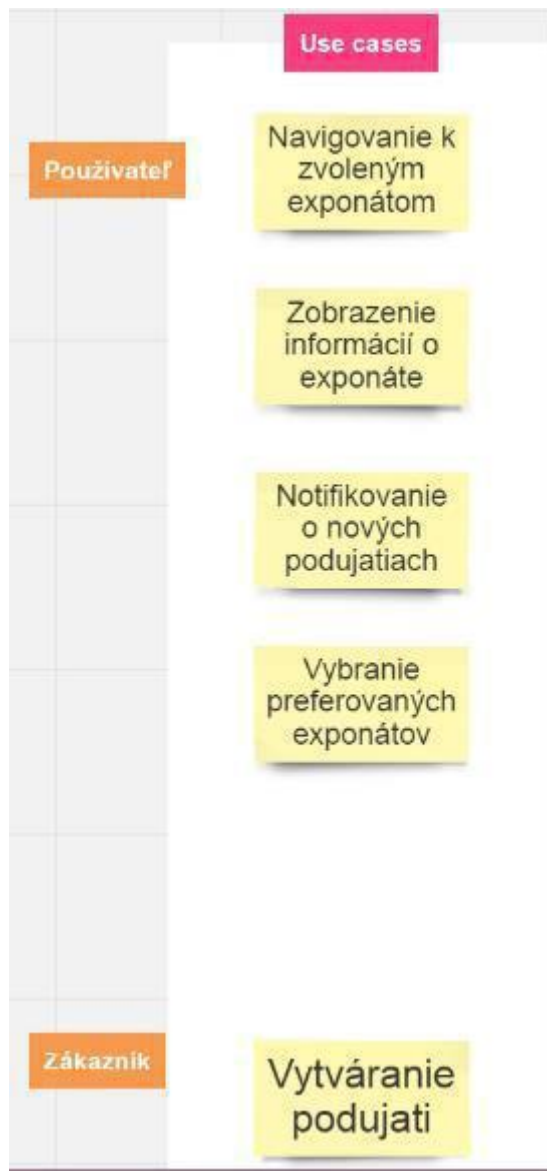 Use cases
Používateľ
Navigovanie k
zvoleným
exponátom
Zobrazenie
informácií o
exponáte
Notifikovanie
o nových
podujatiach
Vybranie
preferovaných
exponátov
Zákazník
Vytváranie
podujati